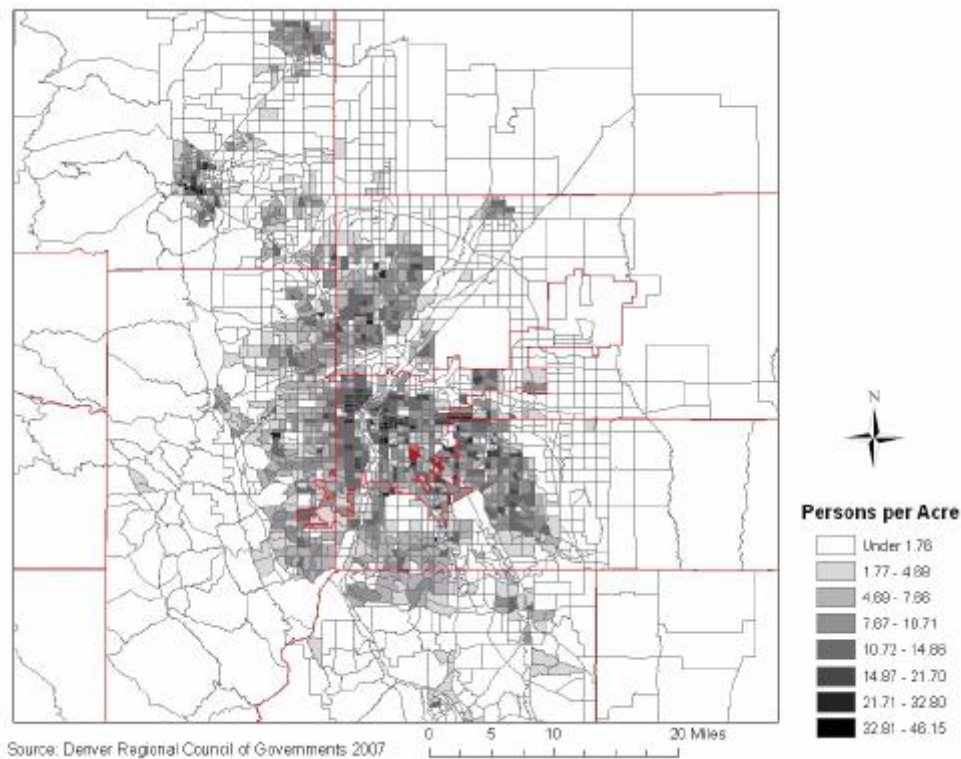 N
Persons per Acre
Under 1.76
1.77 - 4.68
4.69 - 7.66
7.67 - 10.71
10.72 - 14.86
14.87 - 21.70
21.71 - 32.80
32.81 - 46.15
Source: Denver Regional Council of Governments 2007
0 5 10 20 Miles